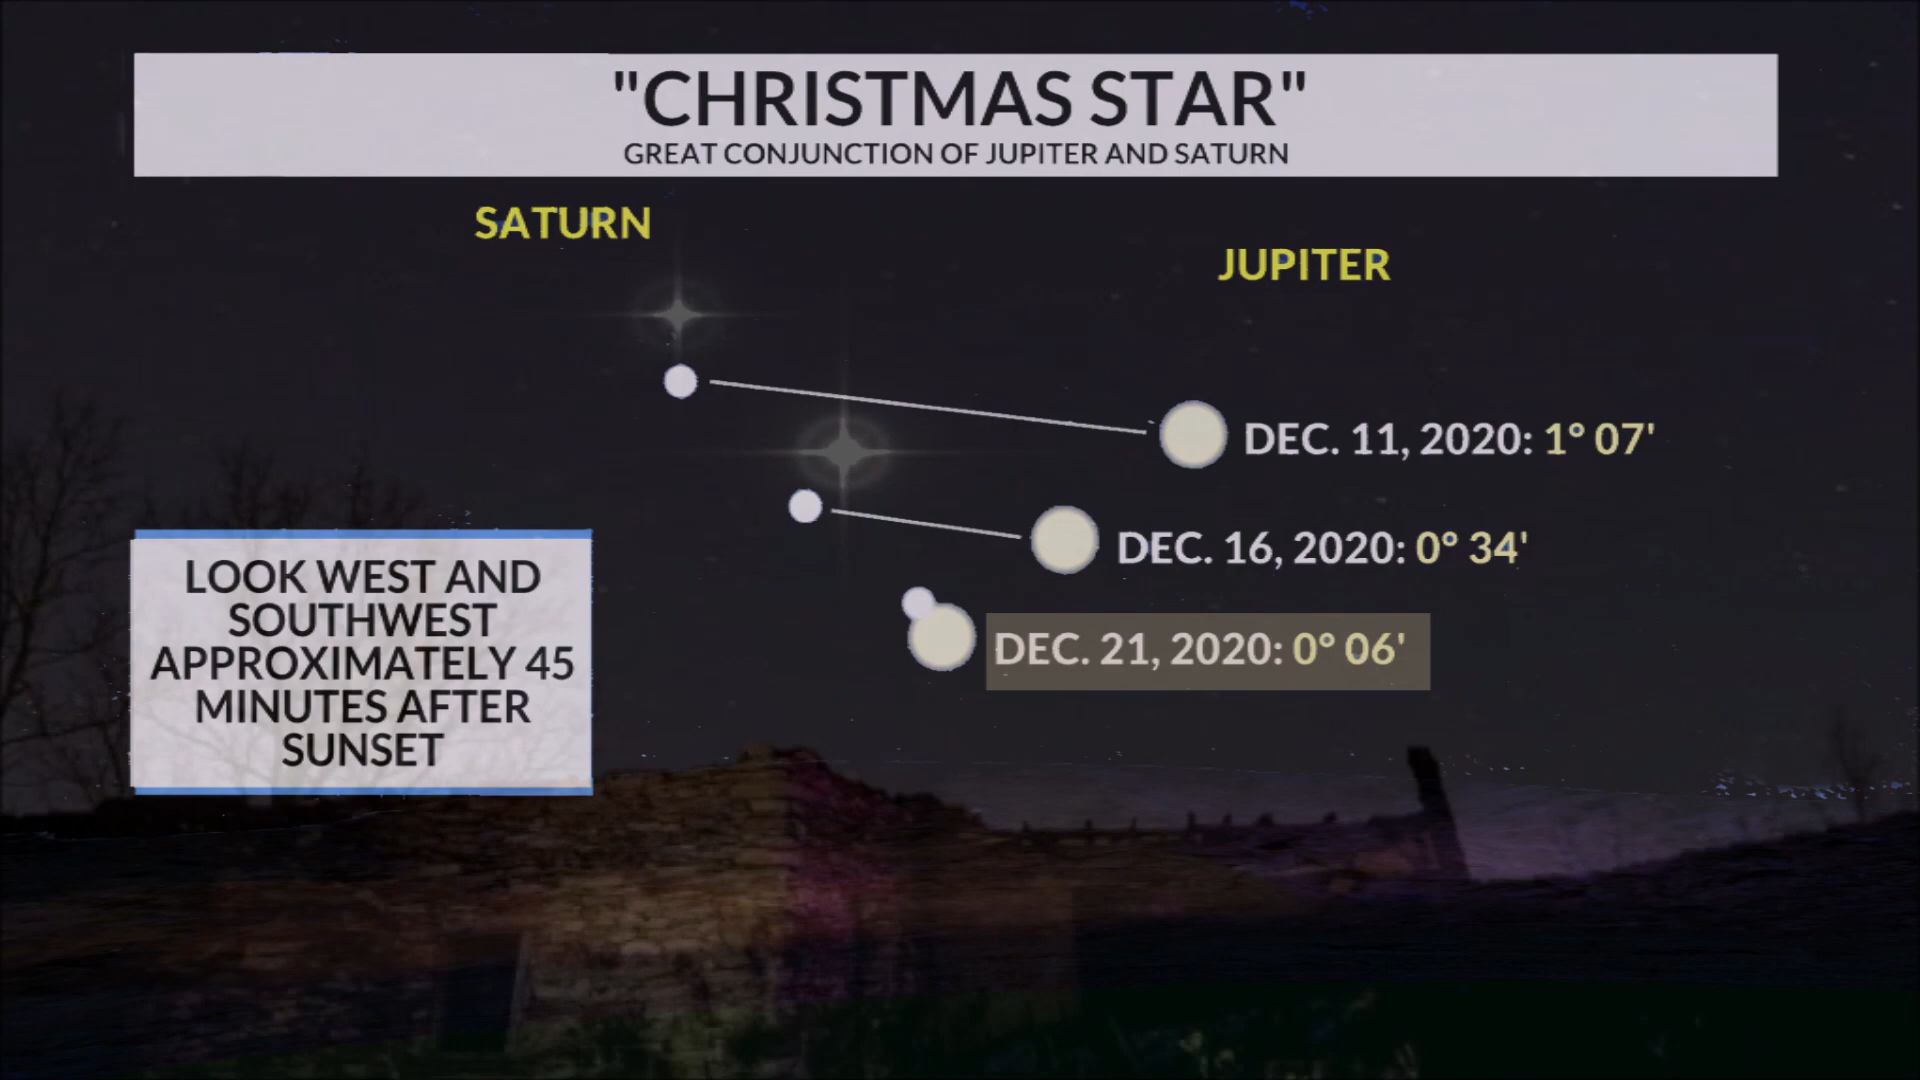 "CHRISTMAS STAR"
GREAT CONJUNCTION OF JUPITER AND SATURN
SATURN
JUPITER
DEC. 11, 2020: 1° 07'
DEC. 16, 2020: 0° 34'
DEC. 21, 2020: 0° 06'
LOOK WEST AND
SOUTHWEST
APPROXIMATELY 45
MINUTES AFTER
SUNSET